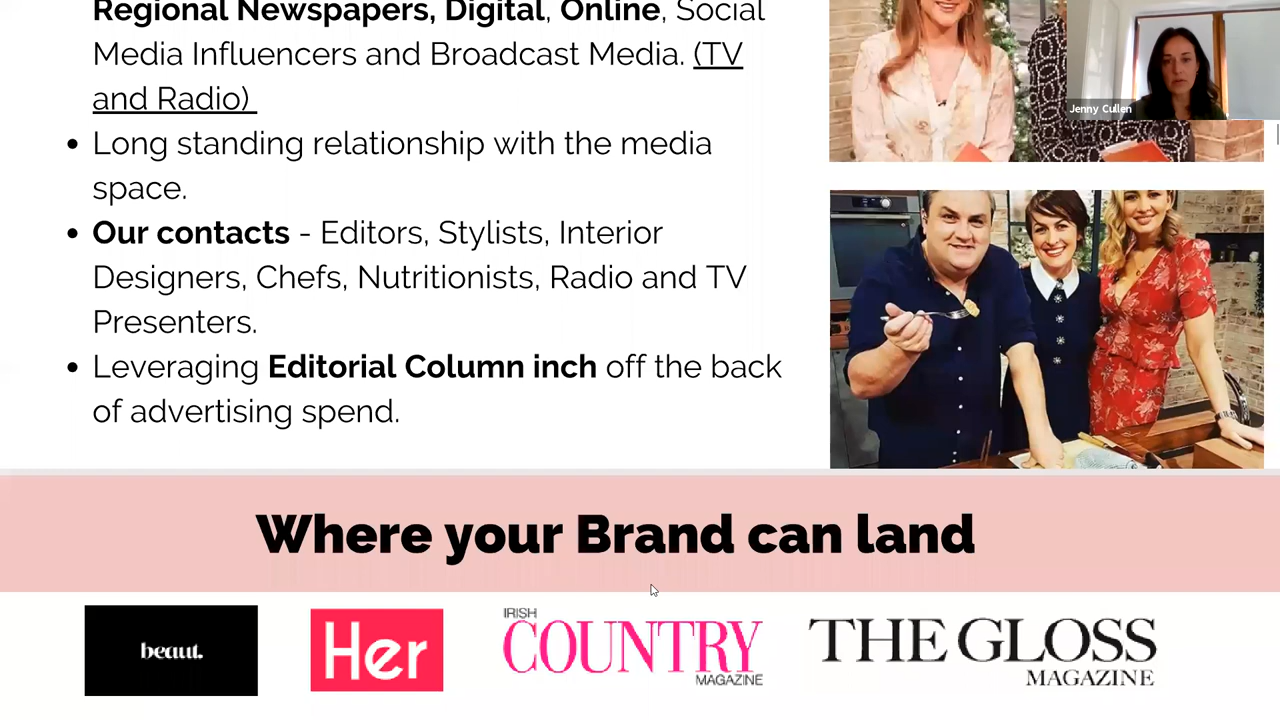 Regional Newspapers, Digital, Online, Social
Media Influencers and Broadcast Media. (TV
and Radio)
Jenny Cullen
• Long standing relationship with the media
space.
• Our contacts - Editors, Stylists, Interior
Designers, Chefs, Nutritionists, Radio and TV
Presenters.
• Leveraging Editorial Column inch off the back
of advertising spend.
Where your Brand can land
beaut.
Her
IRISH
COUNTRY
MAGAZINE
THE GLOSS
MAGAZINE